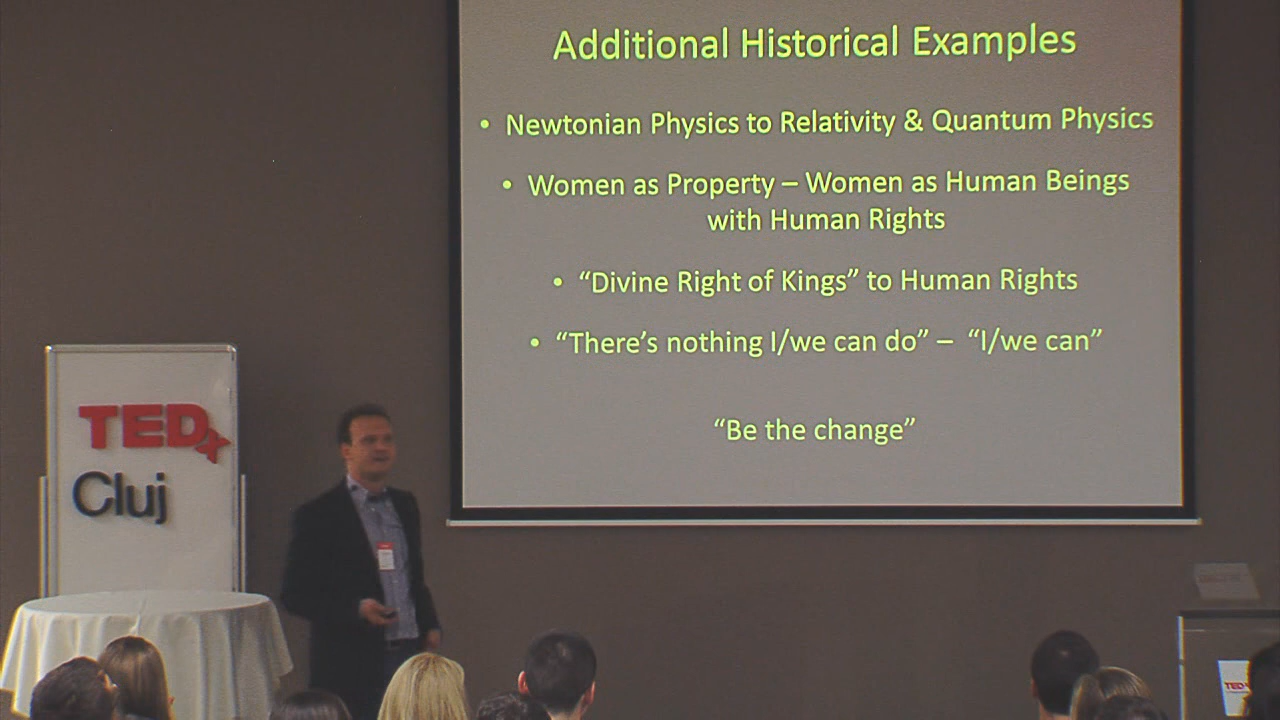 Additional Historical Examples
• Newtonian Physics to Relativity & Quantum Physics
• Women as Property – Women as Human Beings
with Human Rights
• “Divine Right of Kings” to Human Rights
• “There’s nothing I/we can do” – “I/we can”
“Be the change”
TEDx
Cluj
TED